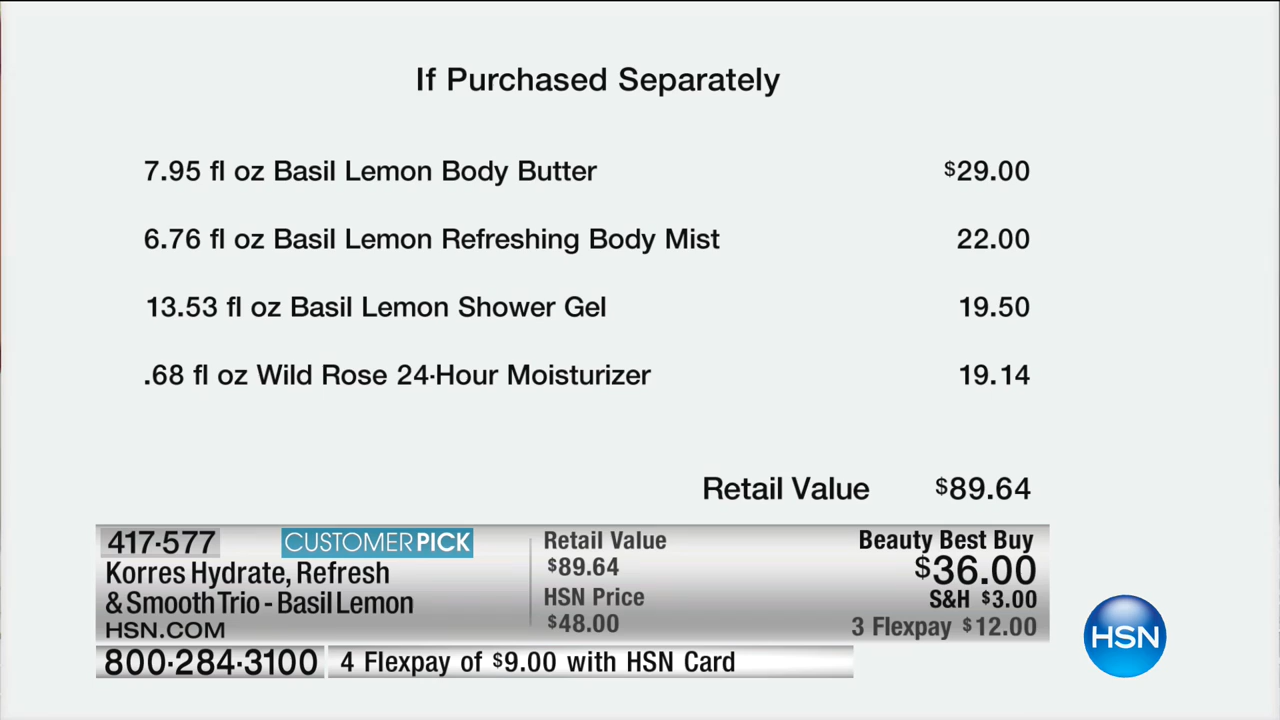 If Purchased Separately
7.95 fl oz Basil Lemon Body Butter $29.00
6.76 fl oz Basil Lemon Refreshing Body Mist 22.00
13.53 fl oz Basil Lemon Shower Gel 19.50
.68 fl oz Wild Rose 24-Hour Moisturizer 19.14
Retail Value $89.64
417-577 CUSTOMER PICK
Korres Hydrate, Refresh
& Smooth Trio - Basil Lemon
HSN.COM
Retail Value
$89.64
HSN Price
$48.00
Beauty Best Buy
$36.00
S&H $3.00
3 Flexpay $12.00
800-284-3100 4 Flexpay of $9.00 with HSN Card
HSN